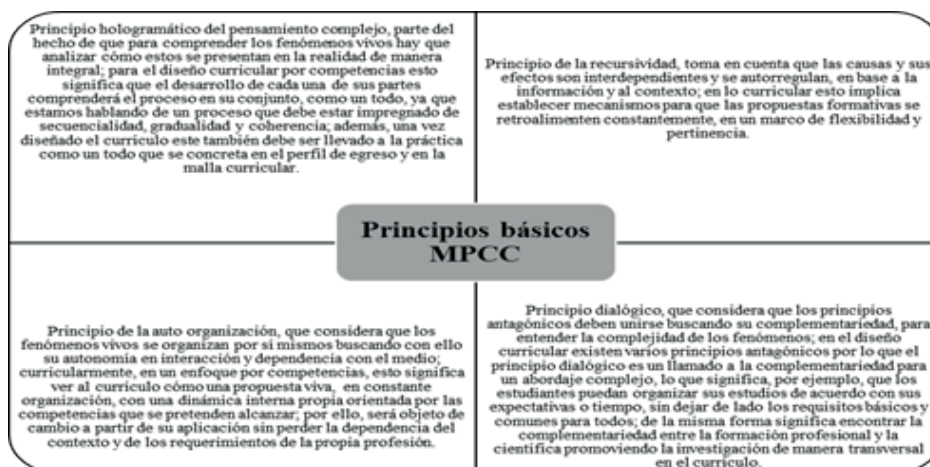 Principio hologramático del pensamiento complejo, parte del
hecho de que para comprender los fenómenos vivos hay que
analizar cómo estos se presentan en la realidad de manera
integral; para el diseño curricular por competencias esto
significa que el desarrollo de cada una de sus partes
comprenderá el proceso en su conjunto, como un todo, ya que
estamos hablando de un proceso que debe estar impregnado de
secuencialidad, gradualidad y coherencia; además, una vez
diseñado el currículo este también debe ser llevado a la práctica
como un todo que se concreta en el perfil de egreso y en la
malla curricular.
Principio de la recursividad, toma en cuenta que las causas y sus
efectos son interdependientes y se autorregulan, en base a la
información y al contexto; en lo curricular esto implica
establecer mecanismos para que las propuestas formativas se
retroalimenten constantemente, en un marco de flexibilidad y
pertinencia.
Principios básicos
MPCC
Principio de la auto organización, que considera que los
fenómenos vivos se organizan por sí mismos buscando con ello
su autonomía en interacción y dependencia con el medio;
curricularmente, en un enfoque por competencias, esto significa
ver al currículo cómo una propuesta viva, en constante
organización, con una dinámica interna propia orientada por las
competencias que se pretenden alcanzar; por ello, será objeto de
cambio a partir de su aplicación sin perder la dependencia del
contexto y de los requerimientos de la propia profesión.
Principio dialógico, que considera que los principios
antagónicos deben unirse buscando su complementariedad, para
entender la complejidad de los fenómenos; en el diseño
curricular existen varios principios antagónicos por lo que el
principio dialógico es un llamado a la complementariedad para
un abordaje complejo, lo que significa, por ejemplo, que los
estudiantes puedan organizar sus estudios de acuerdo con sus
expectativas o tiempo, sin dejar de lado los requisitos básicos y
comunes para todos; de la misma forma significa encontrar la
complementariedad entre la formación profesional y la
científica promoviendo la investigación de manera transversal
en el currículo.